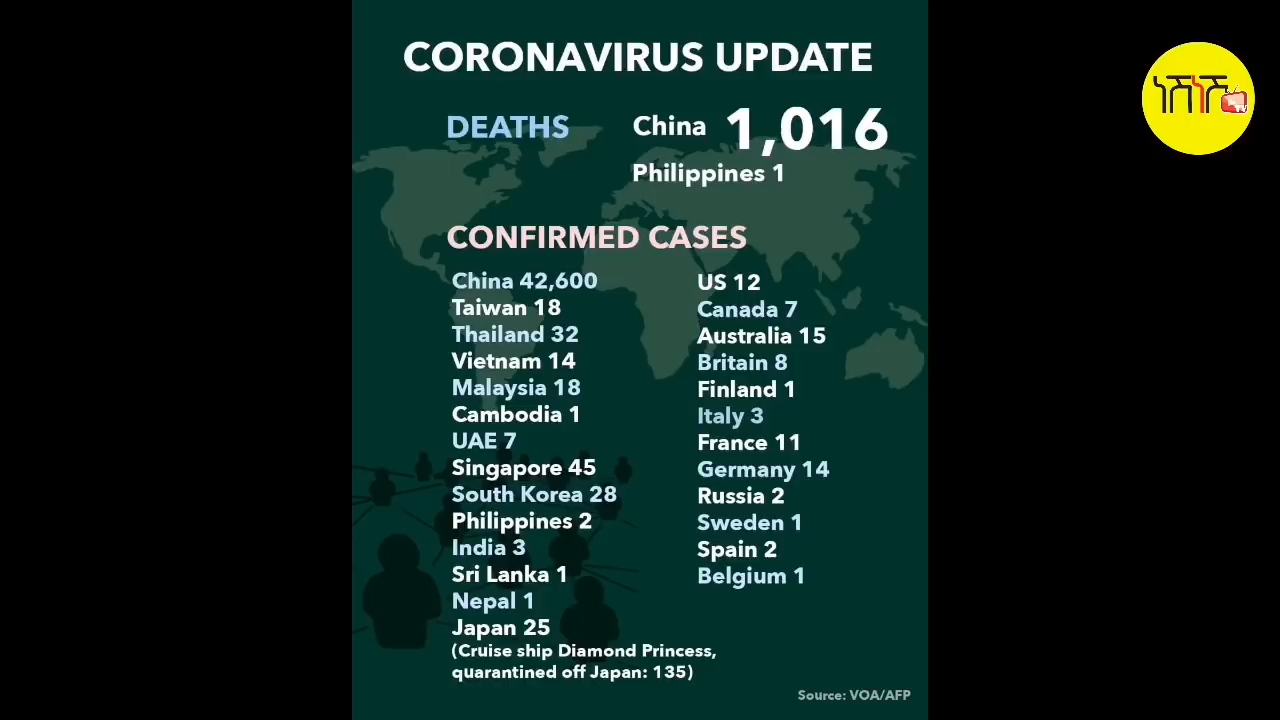 CORONAVIRUS UPDATE
DEATHS
China 1,016
Philippines 1
CONFIRMED CASES
China 42,600
Taiwan 18
Thailand 32
Vietnam 14
Malaysia 18
Cambodia 1
UAE 7
Singapore 45
South Korea 28
Philippines 2
India 3
Sri Lanka 1
Nepal 1
Japan 25
(Cruise ship Diamond Princess,
quarantined off Japan: 135)
US 12
Canada 7
Australia 15
Britain 8
Finland 1
Italy 3
France 11
Germany 14
Russia 2
Sweden 1
Spain 2
Belgium 1
Source: VOA/AFP
TV